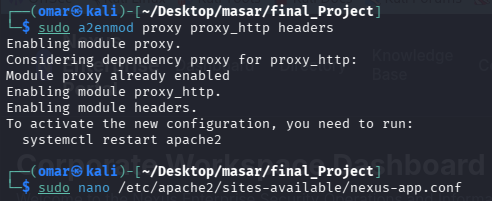 ┌──(omar㉿kali)-[~/Desktop/masar/final_Project]
└─$ sudo a2enmod proxy proxy_http headers
Enabling module proxy.
Considering dependency proxy for proxy_http:
Module proxy already enabled
Enabling module proxy_http.
Enabling module headers.
To activate the new configuration, you need to run:
  systemctl restart apache2
Knowledge
Base
Corporate Workspace Dashboard
┌──(omar㉿kali)-[~/Desktop/masar/final_Project]
└─$ sudo nano /etc/apache2/sites-available/nexus-app.conf